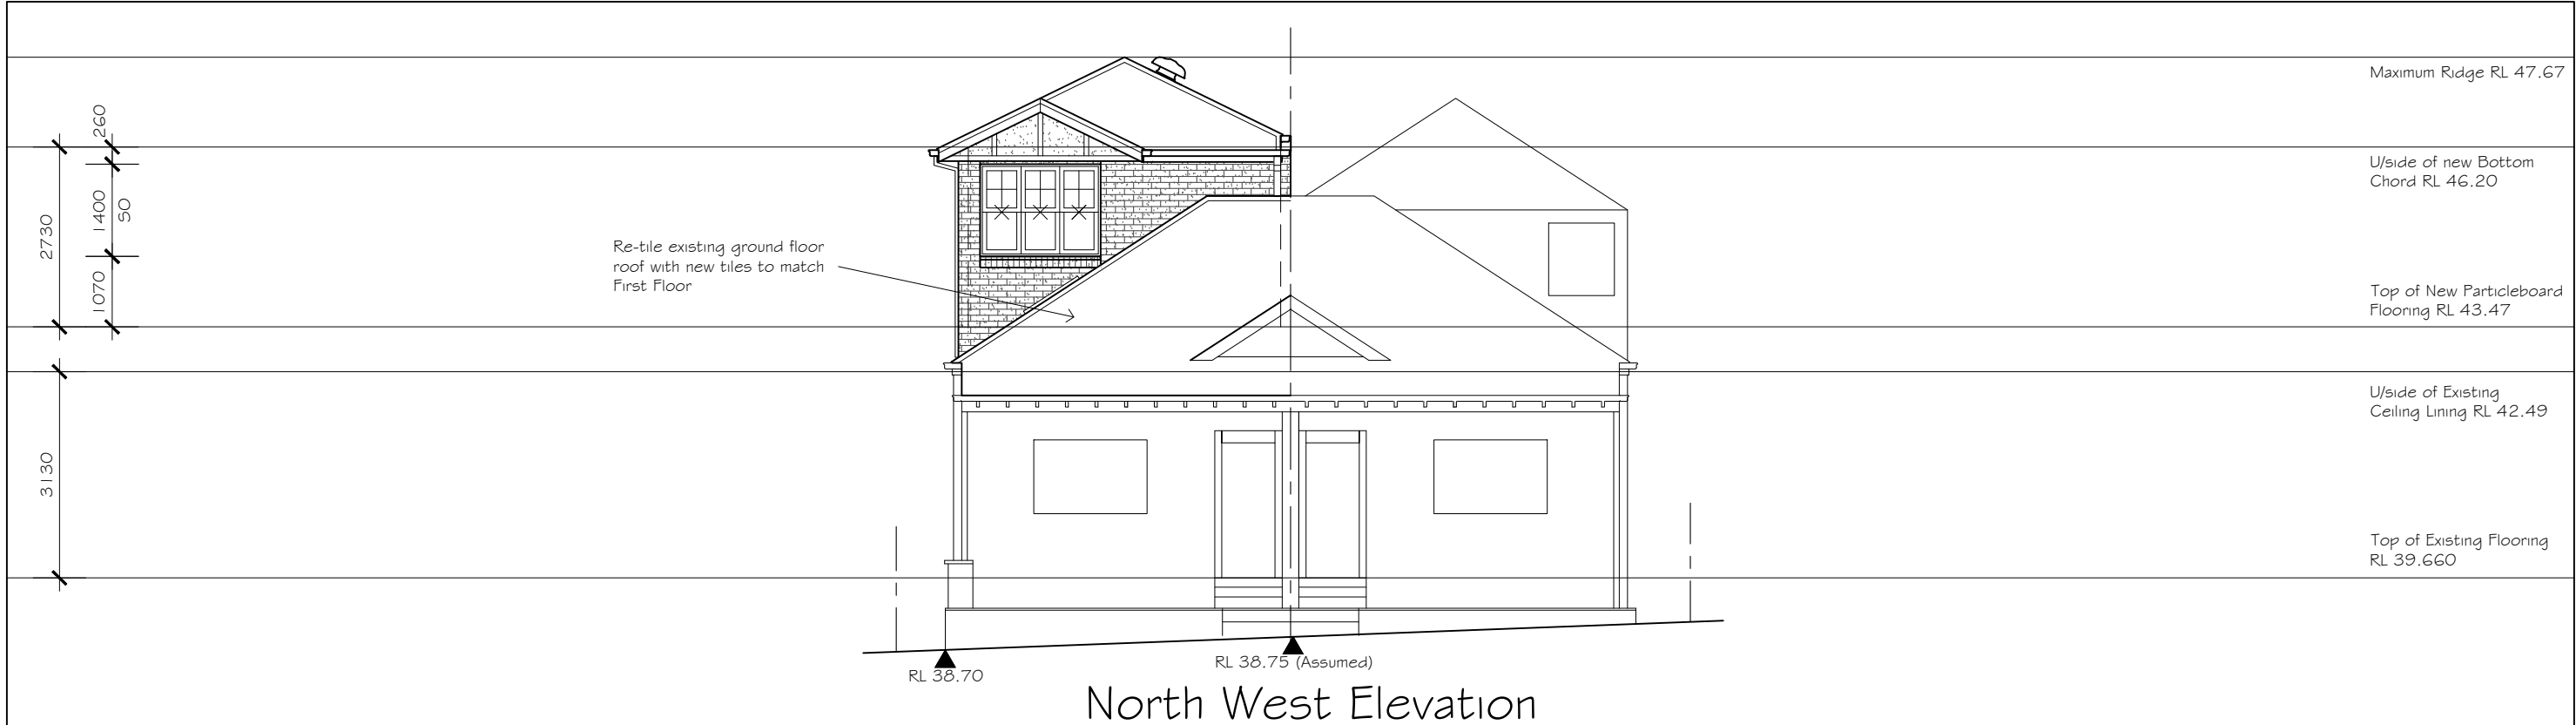 Maximum Ridge RL 47.67
260
U/side of new Bottom
Chord RL 46.20
2730
1400
50
1070
Re-tile existing ground floor
roof with new tiles to match
First Floor
Top of New Particleboard
Flooring RL 43.47
U/side of Existing
Ceiling Lining RL 42.49
3130
Top of Existing Flooring
RL 39.660
RL 38.70
RL 38.75 (Assumed)
North West Elevation